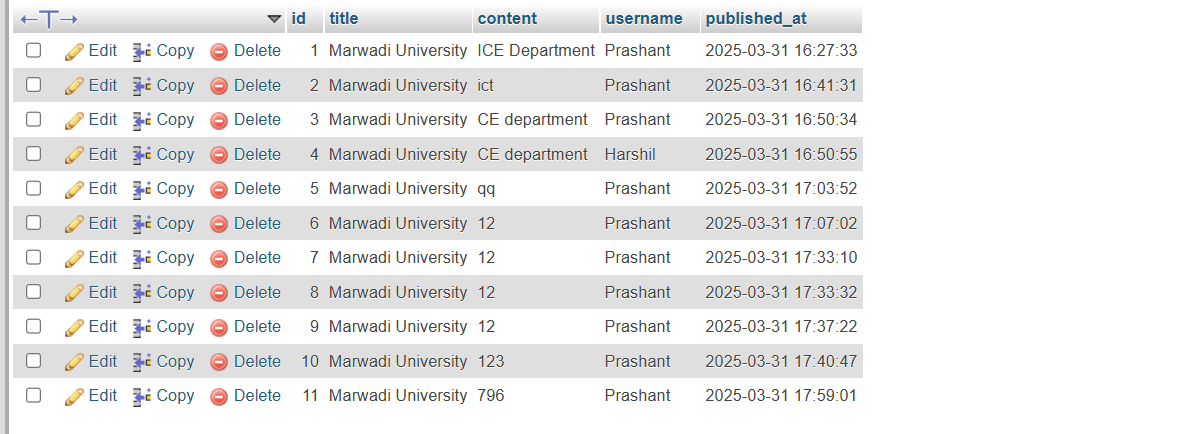 ←T→ id title content username published_at
Edit Copy Delete 1 Marwadi University ICE Department Prashant 2025-03-31 16:27:33
Edit Copy Delete 2 Marwadi University ict Prashant 2025-03-31 16:41:31
Edit Copy Delete 3 Marwadi University CE department Prashant 2025-03-31 16:50:34
Edit Copy Delete 4 Marwadi University CE department Harshil 2025-03-31 16:50:55
Edit Copy Delete 5 Marwadi University qq Prashant 2025-03-31 17:03:52
Edit Copy Delete 6 Marwadi University 12 Prashant 2025-03-31 17:07:02
Edit Copy Delete 7 Marwadi University 12 Prashant 2025-03-31 17:33:10
Edit Copy Delete 8 Marwadi University 12 Prashant 2025-03-31 17:33:32
Edit Copy Delete 9 Marwadi University 12 Prashant 2025-03-31 17:37:22
Edit Copy Delete 10 Marwadi University 123 Prashant 2025-03-31 17:40:47
Edit Copy Delete 11 Marwadi University 796 Prashant 2025-03-31 17:59:01